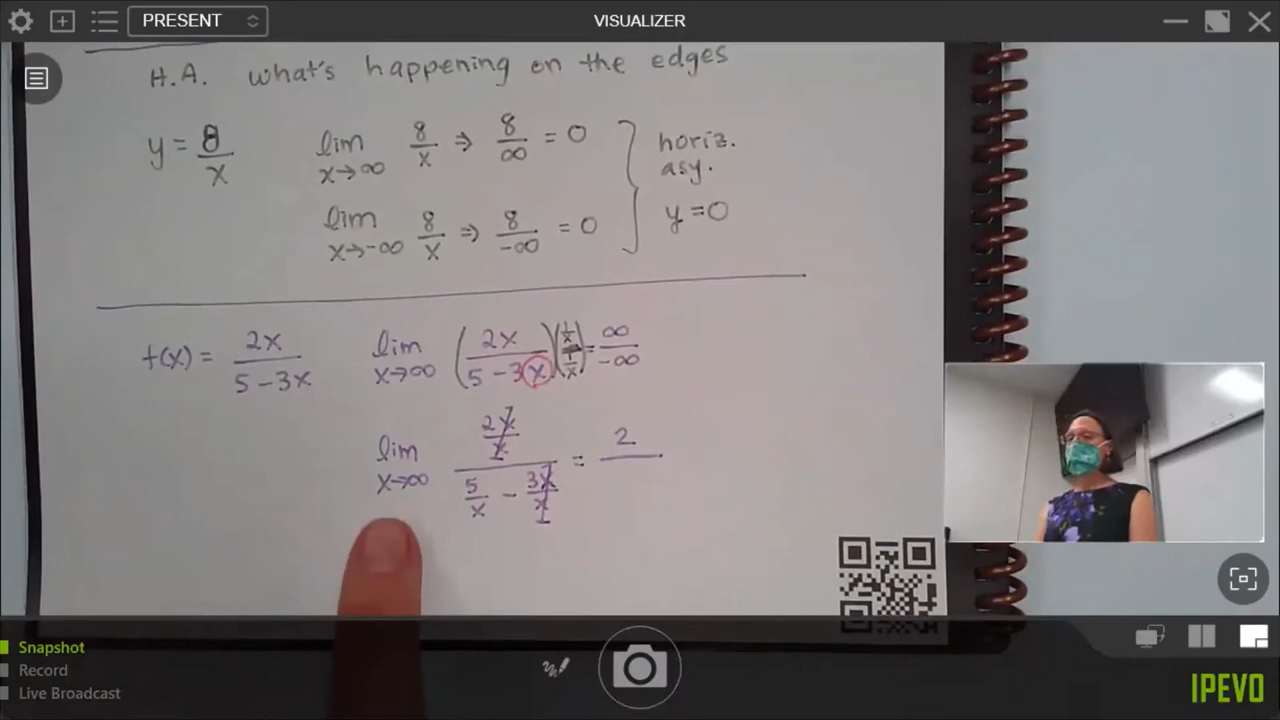 PRESENT
VISUALIZER
H.A. what's happening on the edges
y = 8/x lim x→∞ 8/x ⇒ 8/∞ = 0 } horiz. asy. y = 0
lim x→-∞ 8/x ⇒ 8/-∞ = 0
f(x) = 2x/(5 - 3x) lim x→∞ (2x/(5 - 3x)) (1/x / 1/x) = ∞/-∞
lim x→∞ (2x/x)/(5/x - 3x/x) = 2/
Snapshot
Record
Live Broadcast
IPEVO